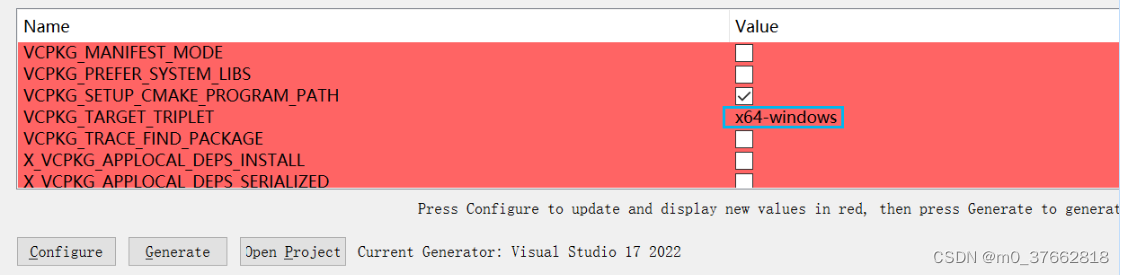 Name Value
VCPKG_MANIFEST_MODE
VCPKG_PREFER_SYSTEM_LIBS
VCPKG_SETUP_CMAKE_PROGRAM_PATH
VCPKG_TARGET_TRIPLET x64-windows
VCPKG_TRACE_FIND_PACKAGE
X_VCPKG_APPLOCAL_DEPS_INSTALL
X_VCPKG_APPLOCAL_DEPS_SERIALIZED
Press Configure to update and display new values in red, then press Generate to generat
Configure Generate Open Project Current Generator: Visual Studio 17 2022
CSDN @m0_37662818